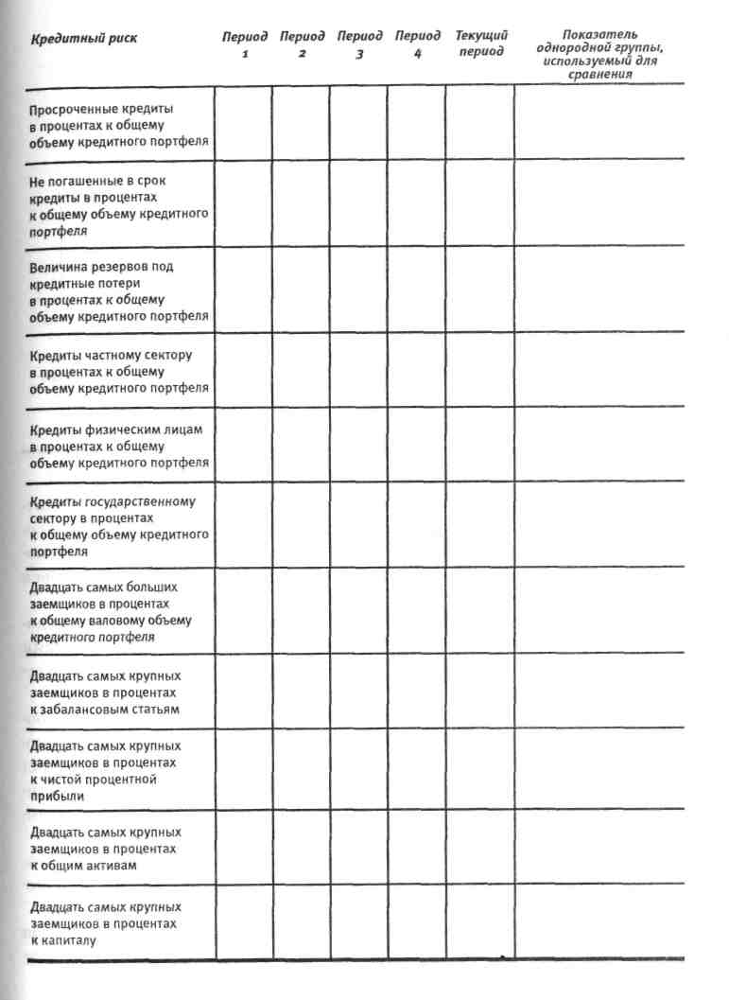 Кредитный риск
Период 1
Период 2
Период 3
Период 4
Текущий период
Показатель
однородной группы,
используемый для
сравнения
Просроченные кредиты
в процентах к общему
объему кредитного портфеля
Не погашенные в срок
кредиты в процентах
к общему объему кредитного
портфеля
Величина резервов под
кредитные потери
в процентах к общему
объему кредитного портфеля
Кредиты частному сектору
в процентах к общему
объему кредитного портфеля
Кредиты физическим лицам
в процентах к общему
объему кредитного портфеля
Кредиты государственному
сектору в процентах
к общему объему кредитного
портфеля
Двадцать самых больших
заемщиков в процентах
к общему валовому объему
кредитного портфеля
Двадцать самых крупных
заемщиков в процентах
к забалансовым статьям
Двадцать самых крупных
заемщиков в процентах
к чистой процентной
прибыли
Двадцать самых крупных
заемщиков в процентах
к общим активам
Двадцать самых крупных
заемщиков в процентах
к капиталу